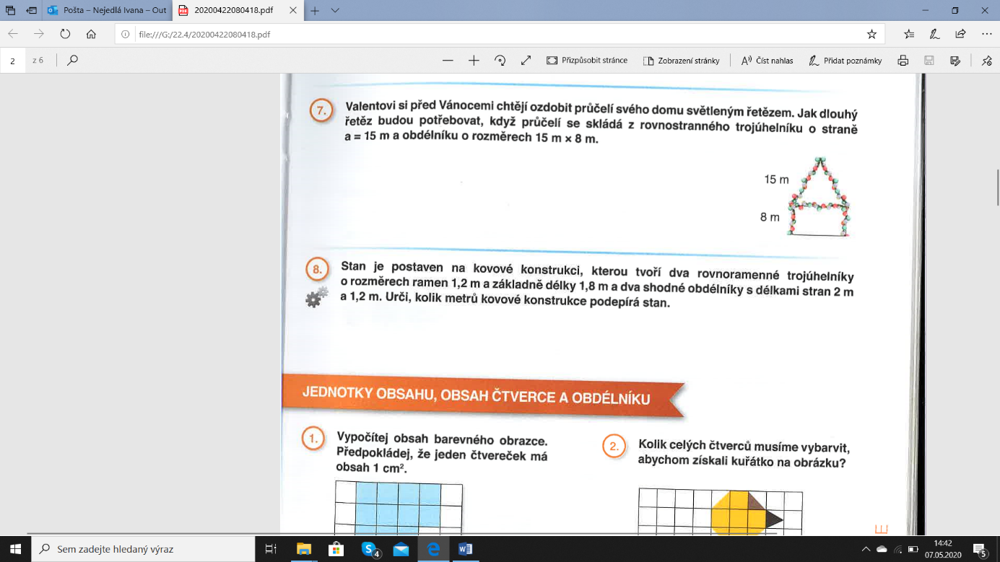 Pošta – Nejedlá Ivana – Out
20200422080418.pdf
file:///G:/22.4/20200422080418.pdf
2 z 6
Přizpůsobit stránce
Zobrazení stránky
Číst nahlas
Přidat poznámky
7. Valentovi si před Vánocemi chtějí ozdobit průčelí svého domu světleným řetězem. Jak dlouhý
řetěz budou potřebovat, když průčelí se skládá z rovnostranného trojúhelníku o straně
a = 15 m a obdélníku o rozměrech 15 m × 8 m.
15 m
8 m
8. Stan je postaven na kovové konstrukci, kterou tvoří dva rovnoramenné trojúhelníky
o rozměrech ramen 1,2 m a základně délky 1,8 m a dva shodné obdélníky s délkami stran 2 m
a 1,2 m. Urči, kolik metrů kovové konstrukce podepírá stan.
JEDNOTKY OBSAHU, OBSAH ČTVERCE A OBDÉLNÍKU
1. Vypočítej obsah barevného obrazce.
Předpokládej, že jeden čtvereček má
obsah 1 cm².
2. Kolik celých čtverců musíme vybarvit,
abychom získali kuřátko na obrázku?
E
Sem zadejte hledaný výraz
4
14:42
07.05.2020
5